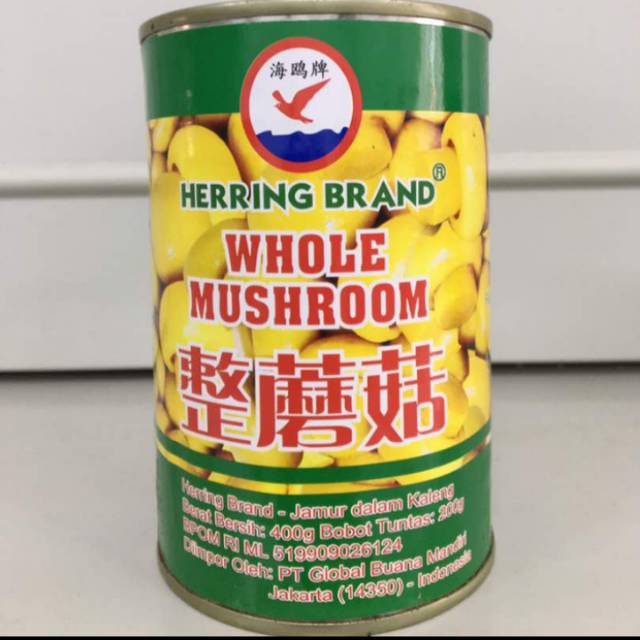 海鸥牌
HERRING BRAND®
WHOLE
MUSHROOM
整蘑菇
Herring Brand - Jamur dalam Kaleng
Berat Bersih: 400g Bobot Tuntas: 200g
BPOM RI ML 519909026124
Diimpor Oleh: PT Global Buana Mandiri
Jakarta (14350) - Indonesia